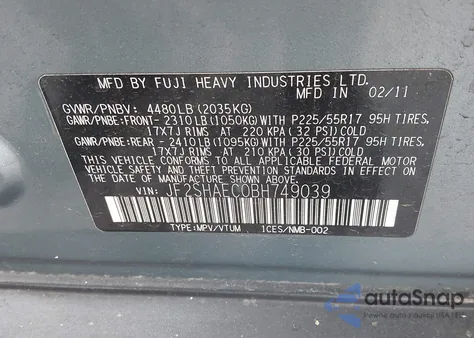 MFD BY FUJI HEAVY INDUSTRIES LTD.
MFD IN 02/11
GVWR/PNBV: 4480LB(2035KG)
GAWR/PNBE:FRONT- 2310LB(1050KG)WITH P225/55R17 95H TIRES,
17X7J RIMS AT 220 KPA(32 PSI)COLD
GAWR/PNBE:REAR - 2410LB(1095KG)WITH P225/55R17 95H TIRES,
17X7J RIMS AT 210 KPA(30 PSI)COLD
THIS VEHICLE CONFORMS TO ALL APPLICABLE FEDERAL MOTOR
VEHICLE SAFETY, BUMPER AND THEFT PREVENTION STANDARDS
IN EFFECT ON THE DATE OF MANUFACTURE SHOWN ABOVE.
VIN: JF2SHAEC0BH749039
TYPE:MPV/VTUM 1CES/NMB-002
autoSnap